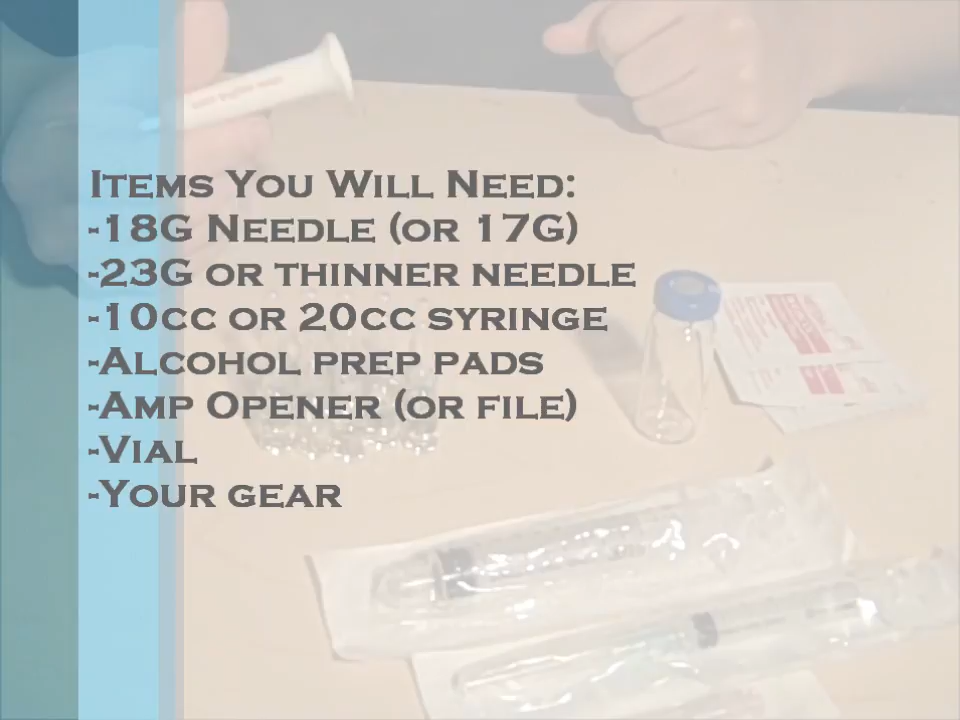 Items You Will Need:
-18G Needle (or 17G)
-23G or thinner needle
-10cc or 20cc syringe
-Alcohol prep pads
-Amp Opener (or file)
-Vial
-Your gear